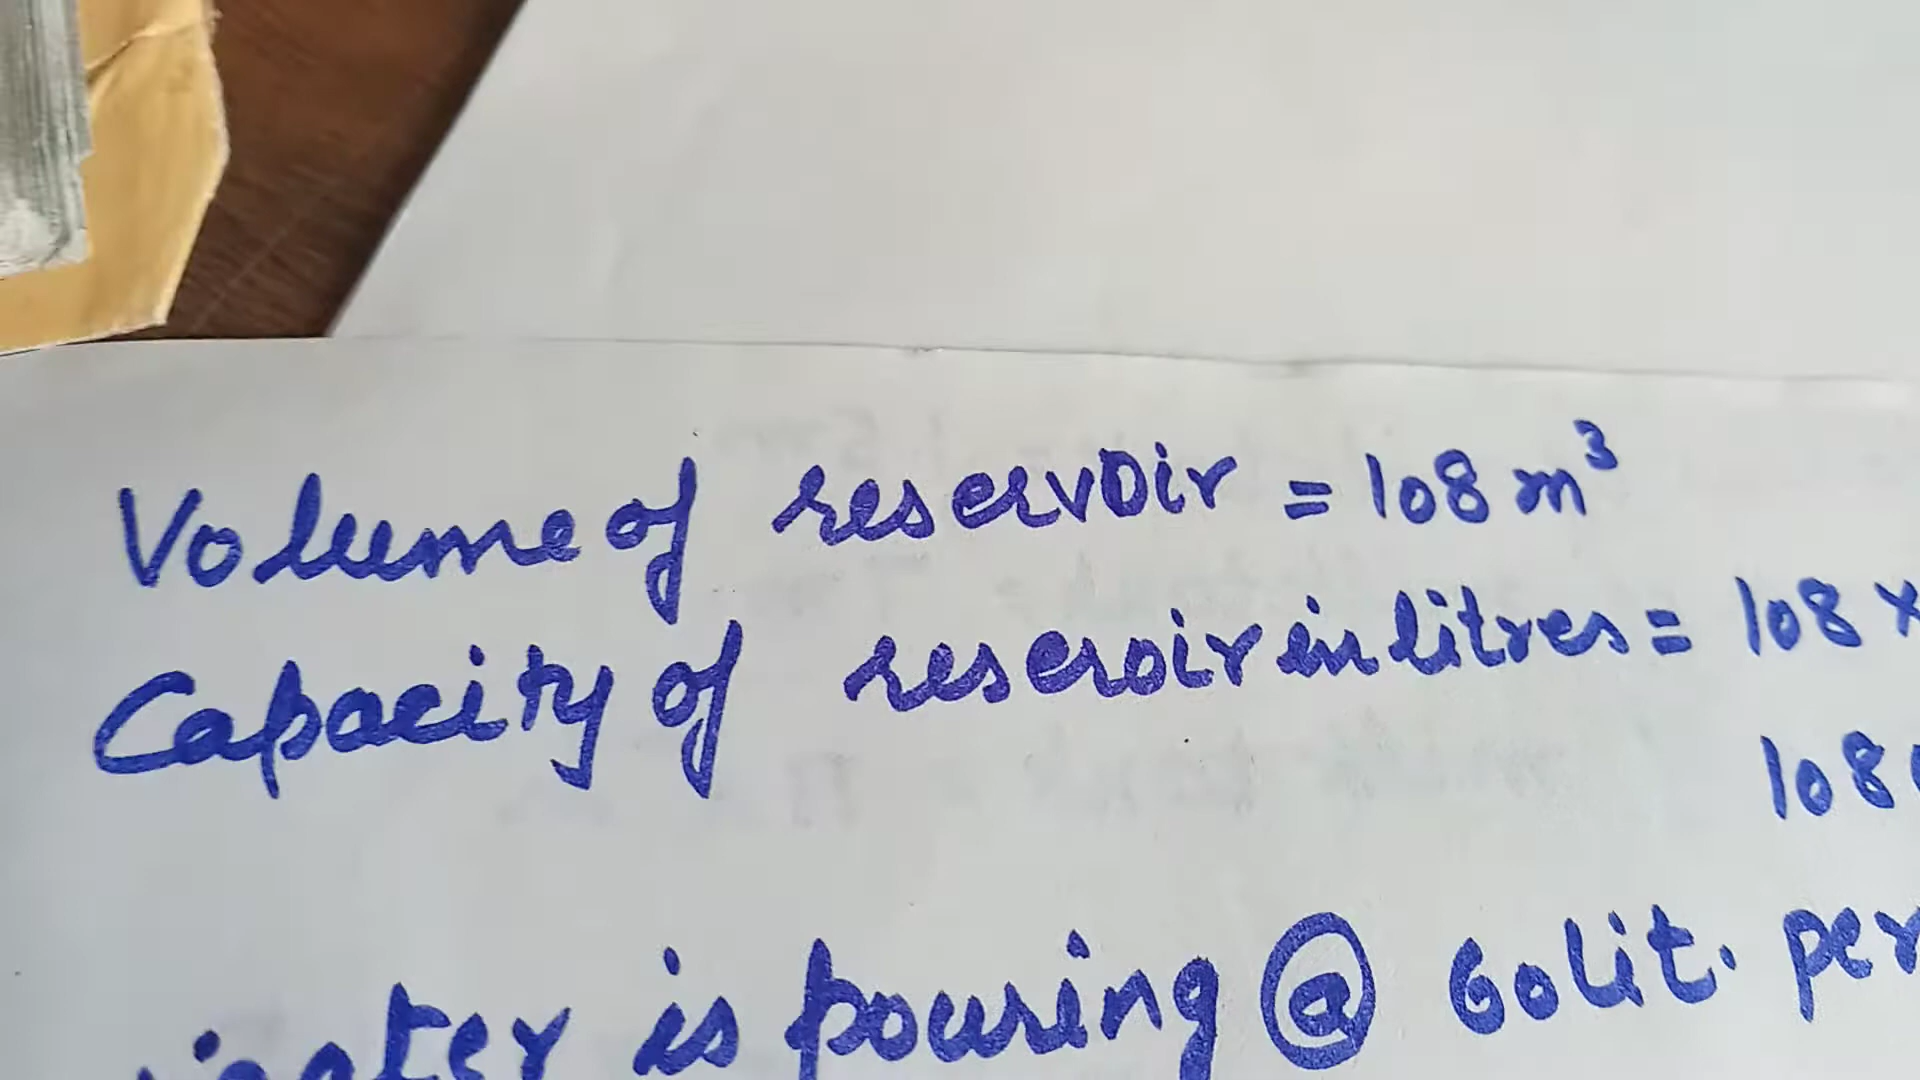 Volume of reservoir = 108 m³
Capacity of reseroir in litres = 108 ×
108
water is pouring @ 60 lit. per